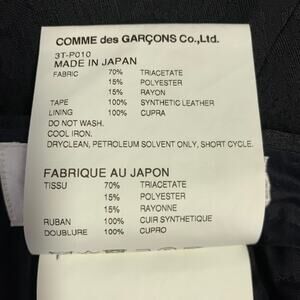 COMME des GARÇONS Co.,Ltd.
3T-P010
MADE IN JAPAN
FABRIC 70% TRIACETATE
15% POLYESTER
15% RAYON
TAPE 100% SYNTHETIC LEATHER
LINING 100% CUPRA
DO NOT WASH.
COOL IRON.
DRYCLEAN, PETROLEUM SOLVENT ONLY, SHORT CYCLE.
FABRIQUE AU JAPON
TISSU 70% TRIACETATE
15% POLYESTER
15% RAYONNE
RUBAN 100% CUIR SYNTHETIQUE
DOUBLURE 100% CUPRO